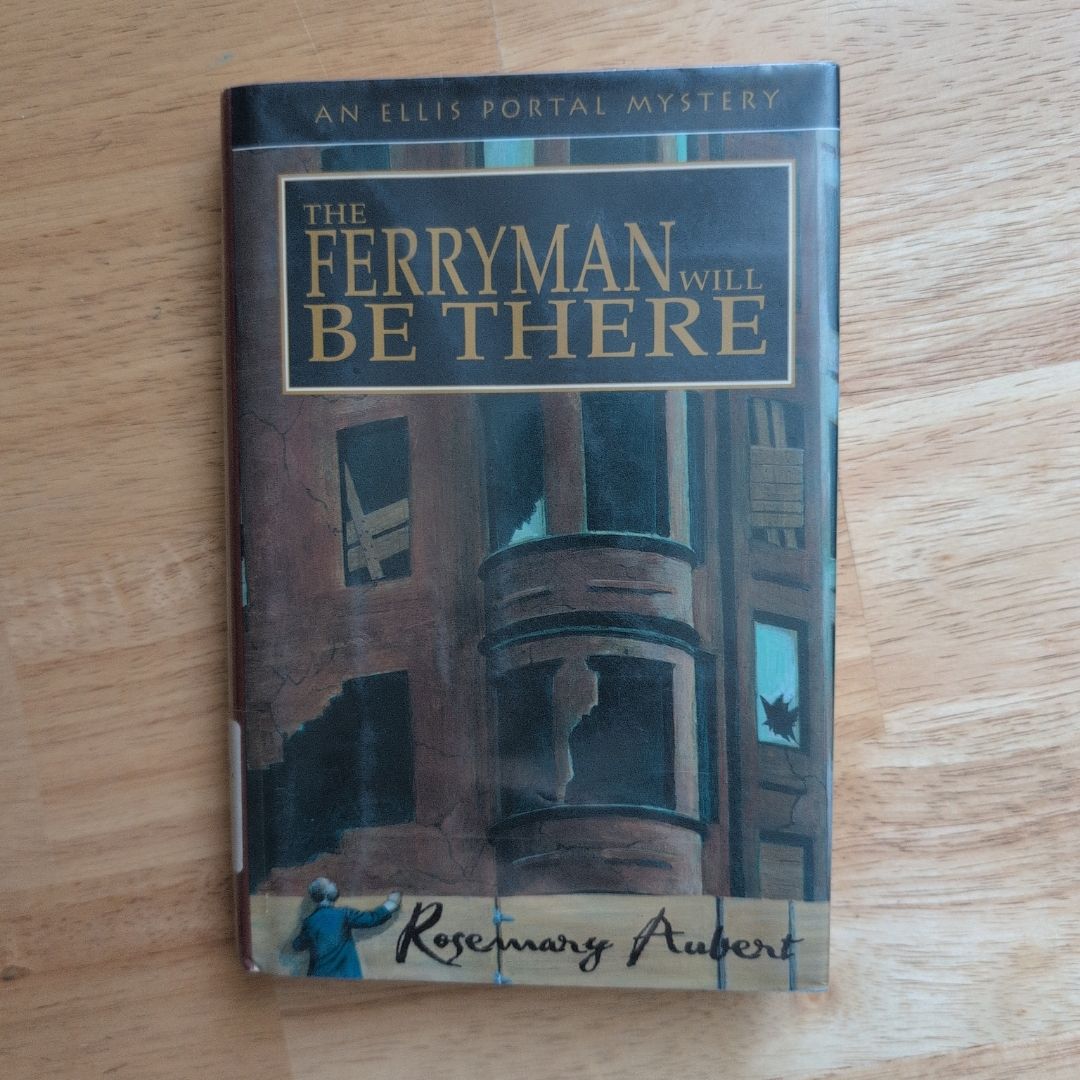 AN ELLIS PORTAL MYSTERY
THE
FERRYMAN WILL
BE THERE
Rosemary Aubert